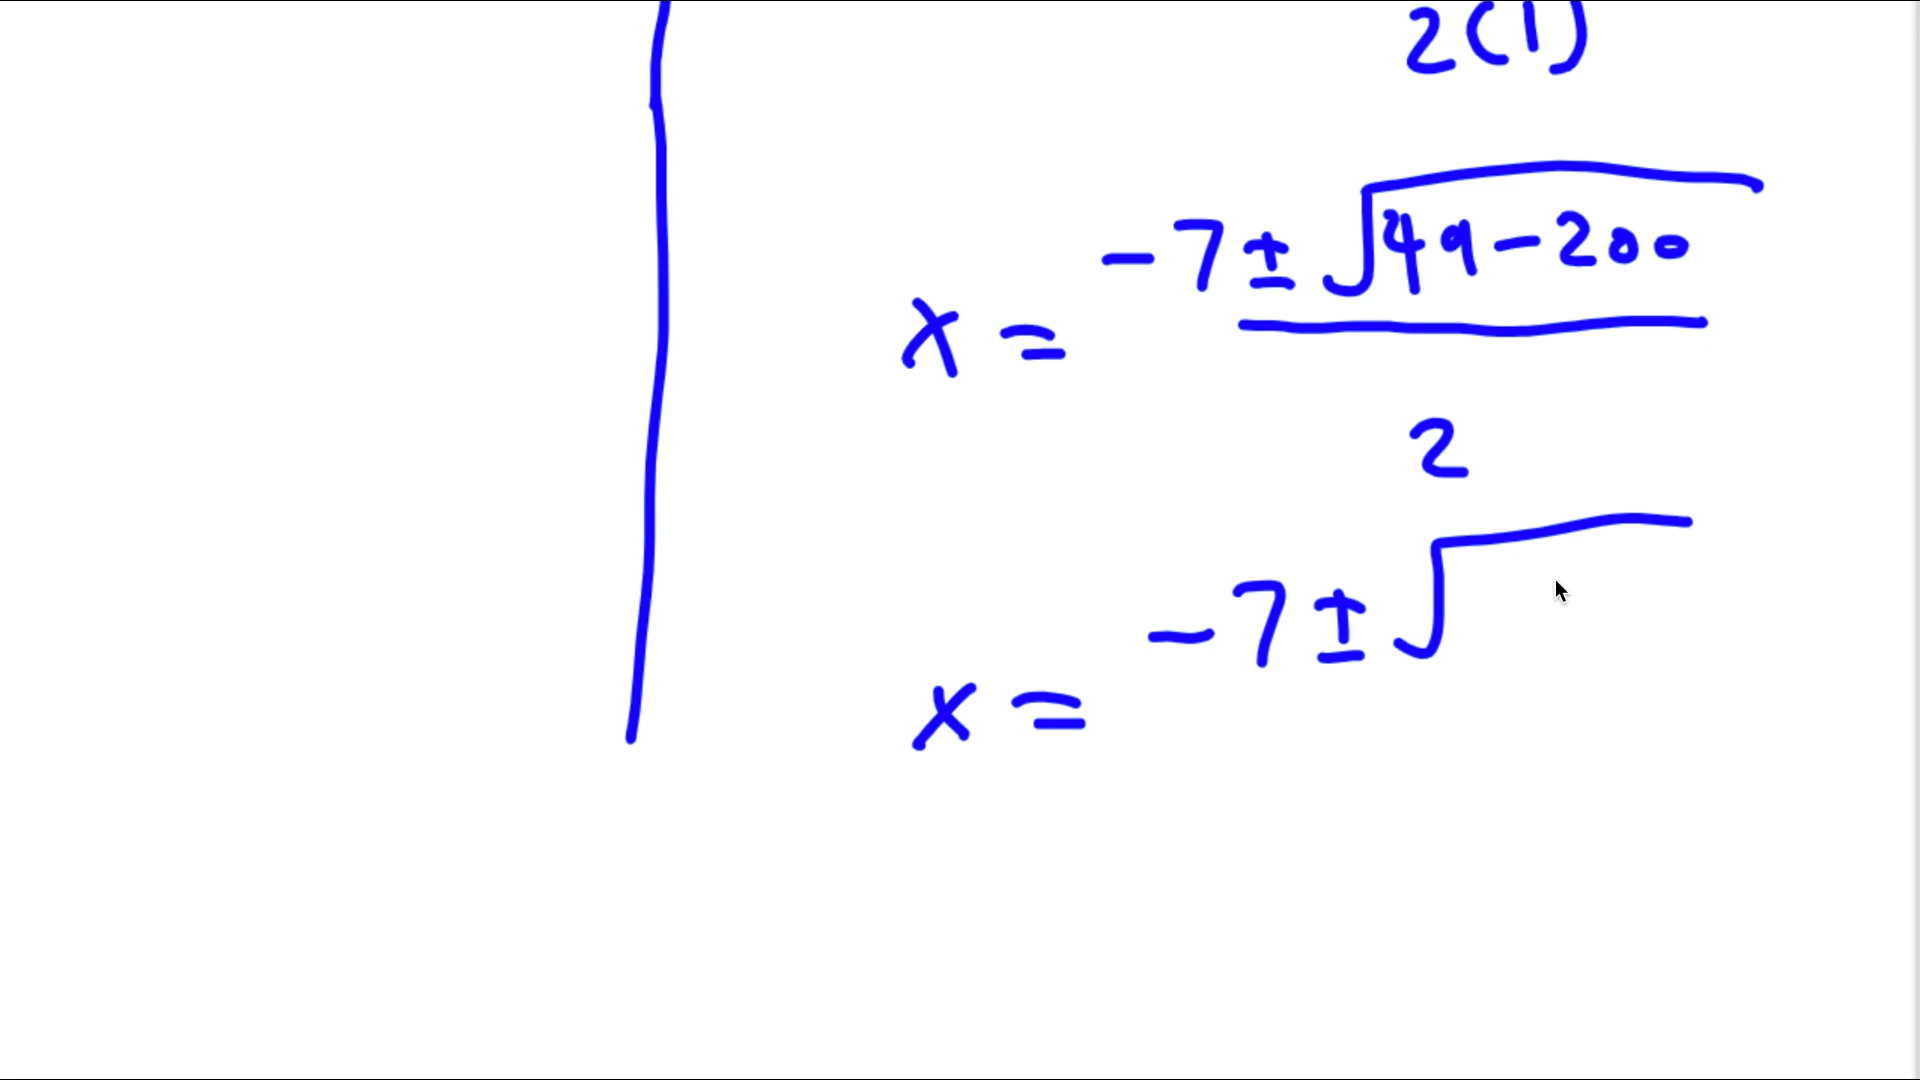 2(1)
x = -7 ± √49-200
2
x = -7 ± √